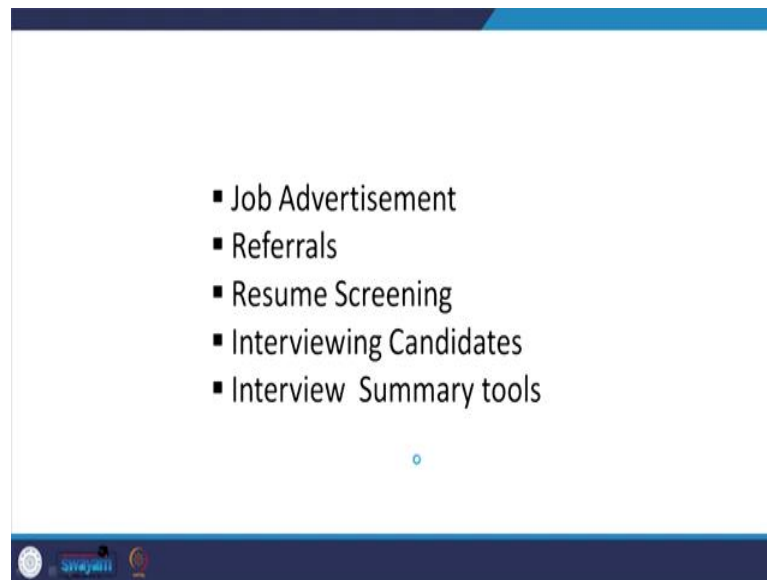 ▪ Job Advertisement
▪ Referrals
▪ Resume Screening
▪ Interviewing Candidates
▪ Interview Summary tools
swayam